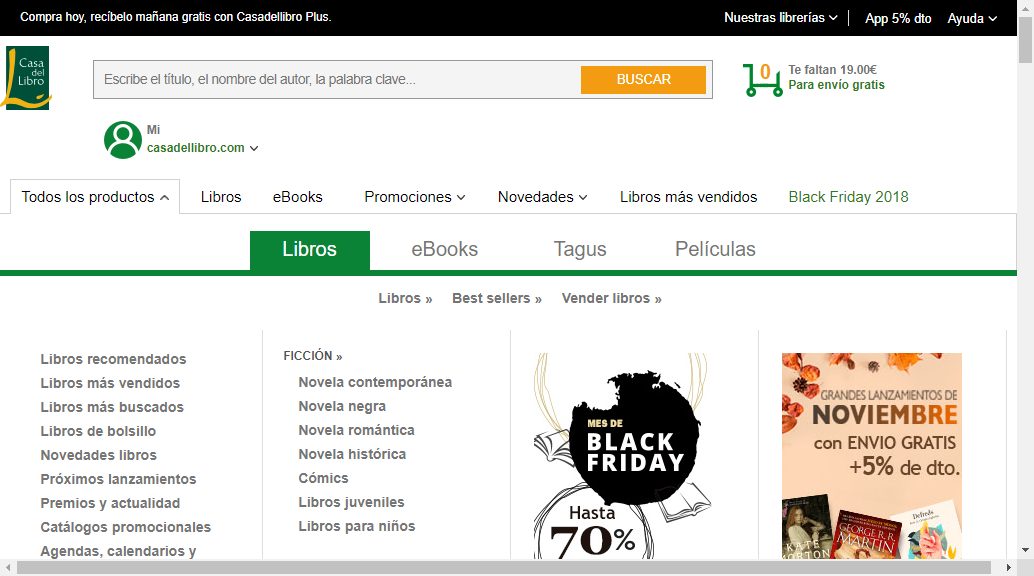 Compra hoy, recíbelo mañana gratis con Casadellibro Plus.
Nuestras librerías
App 5% dto
Ayuda
Casa
del
Libro
Escribe el título, el nombre del autor, la palabra clave...
BUSCAR
0
Te faltan 19.00€
Para envío gratis
Mi
casadellibro.com
Todos los productos
Libros
eBooks
Promociones
Novedades
Libros más vendidos
Black Friday 2018
Libros
eBooks
Tagus
Películas
Libros »
Best sellers »
Vender libros »
Libros recomendados
Libros más vendidos
Libros más buscados
Libros de bolsillo
Novedades libros
Próximos lanzamientos
Premios y actualidad
Catálogos promocionales
Agendas, calendarios y
FICCIÓN »
Novela contemporánea
Novela negra
Novela romántica
Novela histórica
Cómics
Libros juveniles
Libros para niños
MES DE
BLACK
FRIDAY
Hasta
70%
GRANDES LANZAMIENTOS DE
NOVIEMBRE
con ENVIO GRATIS
+5% de dto.
KATE
MORTON
GEORGE R.R.
MARTIN
Defreds